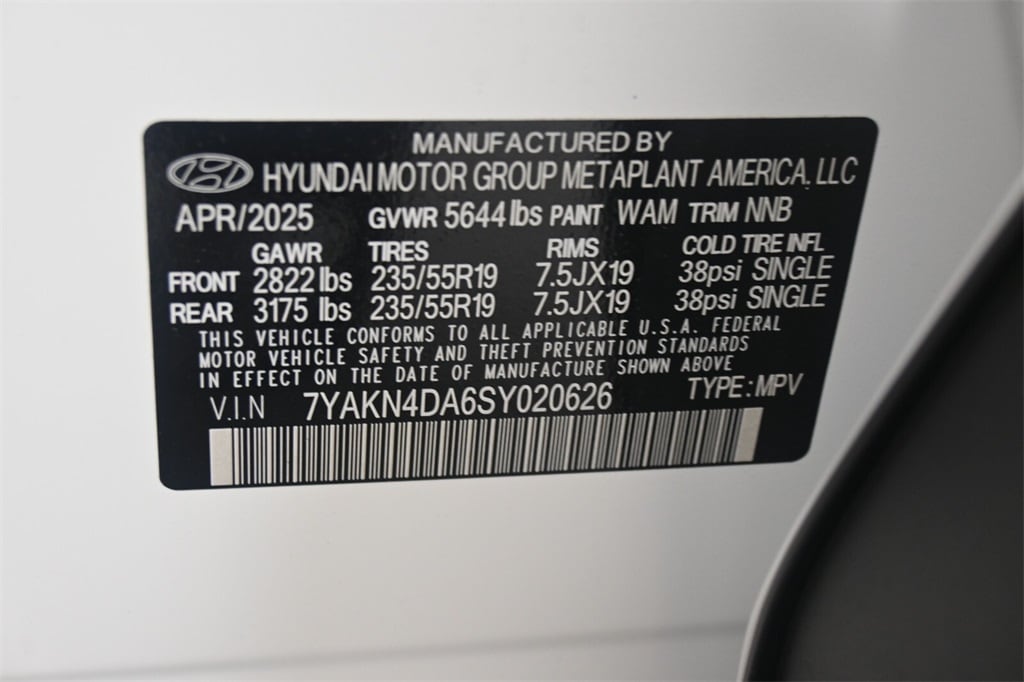 MANUFACTURED BY
HYUNDAI MOTOR GROUP METAPLANT AMERICA, LLC
APR/2025 GVWR 5644 lbs PAINT WAM TRIM NNB
GAWR TIRES RIMS COLD TIRE INFL
FRONT 2822 lbs 235/55R19 7.5JX19 38psi SINGLE
REAR 3175 lbs 235/55R19 7.5JX19 38psi SINGLE
THIS VEHICLE CONFORMS TO ALL APPLICABLE U.S.A. FEDERAL
MOTOR VEHICLE SAFETY AND THEFT PREVENTION STANDARDS
IN EFFECT ON THE DATE OF MANUFACTURE SHOWN ABOVE
V.I.N 7YAKN4DA6SY020626 TYPE: MPV